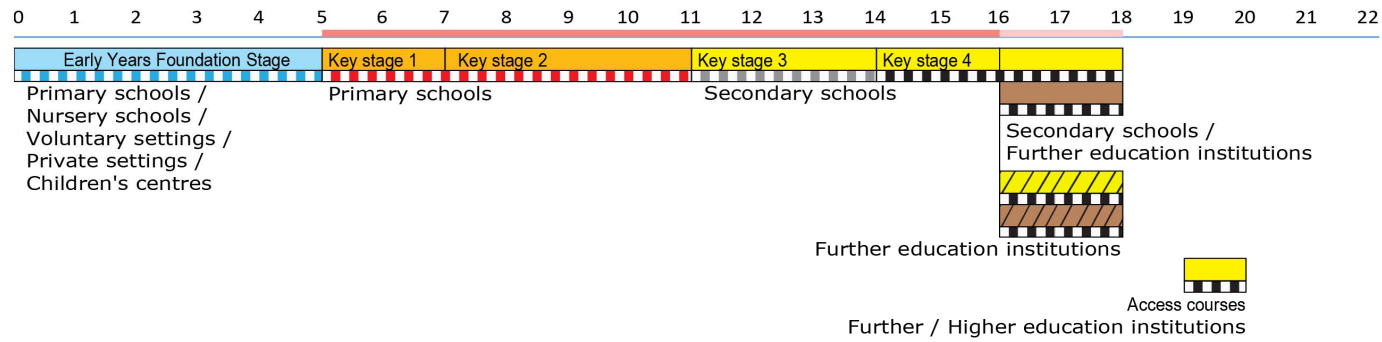 0 1 2 3 4 5 6 7 8 9 10 11 12 13 14 15 16 17 18 19 20 21 22
Early Years Foundation Stage Key stage 1 Key stage 2 Key stage 3 Key stage 4
Primary schools /
Nursery schools /
Voluntary settings /
Private settings /
Children's centres
Primary schools
Secondary schools
Secondary schools /
Further education institutions
Further education institutions
Access courses
Further / Higher education institutions